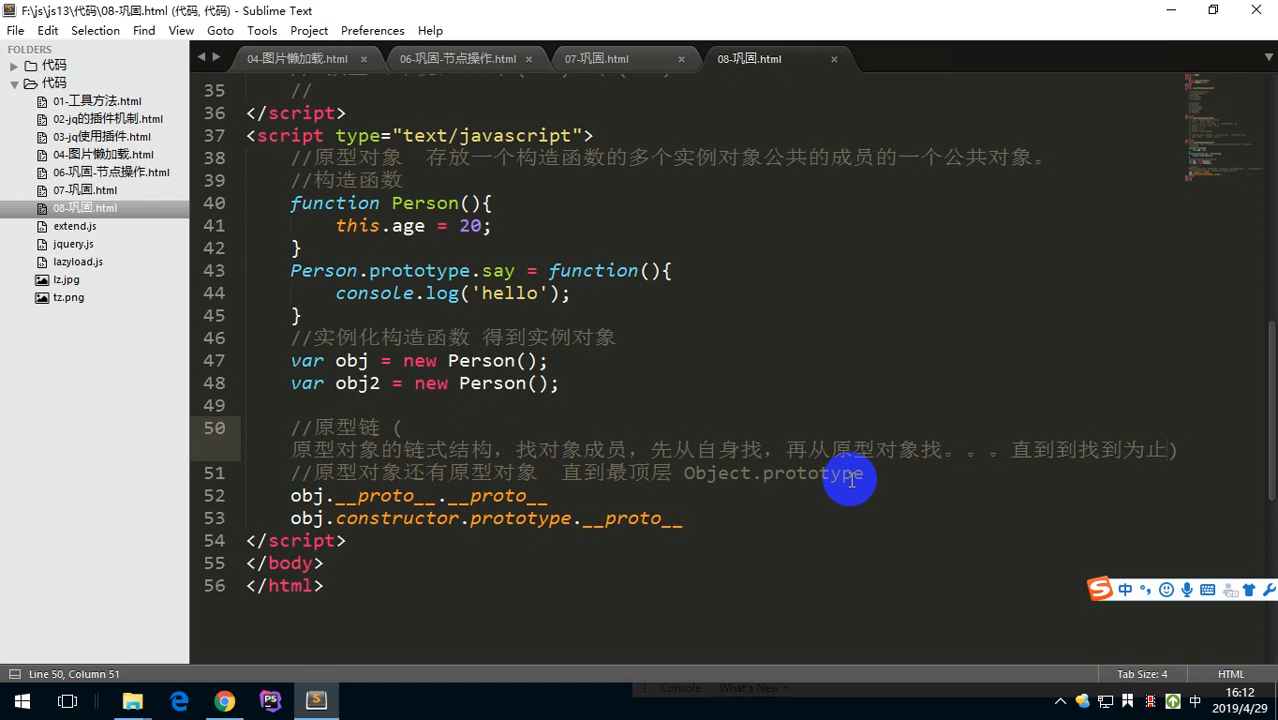 F:\js\js13\代码\08-巩固.html (代码, 代码) - Sublime Text
File Edit Selection Find View Goto Tools Project Preferences Help
FOLDERS
代码
代码
01-工具方法.html
02-jq的插件机制.html
03-jq使用插件.html
04-图片懒加载.html
06-巩固-节点操作.html
07-巩固.html
08-巩固.html
extend.js
jquery.js
lazyload.js
lz.jpg
tz.png
04-图片懒加载.html × 06-巩固-节点操作.html × 07-巩固.html × 08-巩固.html ×
35 //
36 </script>
37 <script type="text/javascript">
38 //原型对象 存放一个构造函数的多个实例对象公共的成员的一个公共对象。
39 //构造函数
40 function Person(){
41 this.age = 20;
42 }
43 Person.prototype.say = function(){
44 console.log('hello');
45 }
46 //实例化构造函数 得到实例对象
47 var obj = new Person();
48 var obj2 = new Person();
49
50 //原型链 (
原型对象的链式结构，找对象成员，先从自身找，再从原型对象找。。。直到到找到为止)
51 //原型对象还有原型对象 直到最顶层 Object.prototype
52 obj.__proto__.__proto__
53 obj.constructor.prototype.__proto__
54 </script>
55 </body>
56 </html>
中
Line 50, Column 51 Tab Size: 4 HTML
Console What's New ×
16:12
中
2019/4/29